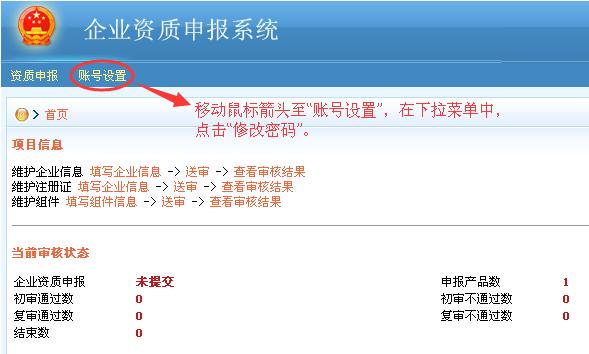 企业资质申报系统
资质申报 账号设置
移动鼠标箭头至“账号设置”，在下拉菜单中，
点击“修改密码”。
首页
项目信息
维护企业信息 填写企业信息 -> 送审 -> 查看审核结果
维护注册证 填写企业信息 -> 送审 -> 查看审核结果
维护组件 填写组件信息 -> 送审 -> 查看审核结果
当前审核状态
企业资质申报 未提交 申报产品数 1
初审通过数 0 初审不通过数 0
复审通过数 0 复审不通过数 0
结束数 0